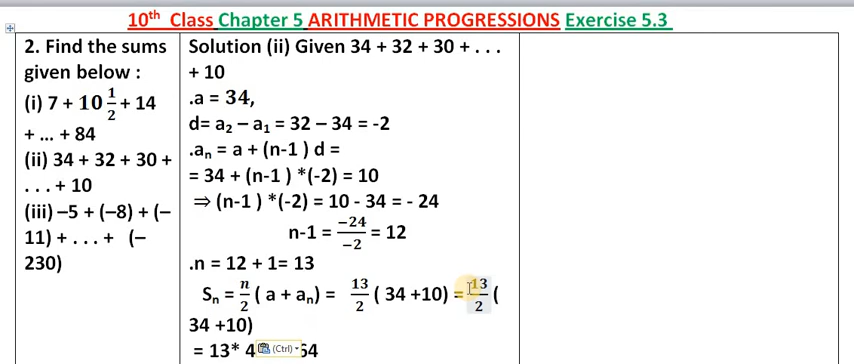 10th Class Chapter 5 ARITHMETIC PROGRESSIONS Exercise 5.3
2. Find the sums
given below :
(i) 7 + 10 1/2 + 14
+ ... + 84
(ii) 34 + 32 + 30 +
. . . + 10
(iii) –5 + (–8) + (–
11) + . . . + (–
230)
Solution (ii) Given 34 + 32 + 30 + . . .
+ 10
.a = 34,
d= a₂ – a₁ = 32 – 34 = -2
.aₙ = a + (n-1 ) d =
= 34 + (n-1 ) *(-2) = 10
⇒ (n-1 ) *(-2) = 10 - 34 = - 24
n-1 = −24/−2 = 12
.n = 12 + 1= 13
Sₙ = n/2 ( a + aₙ) = 13/2 ( 34 +10) = 13/2 (
34 +10)
= 13* 4 (Ctrl) 64